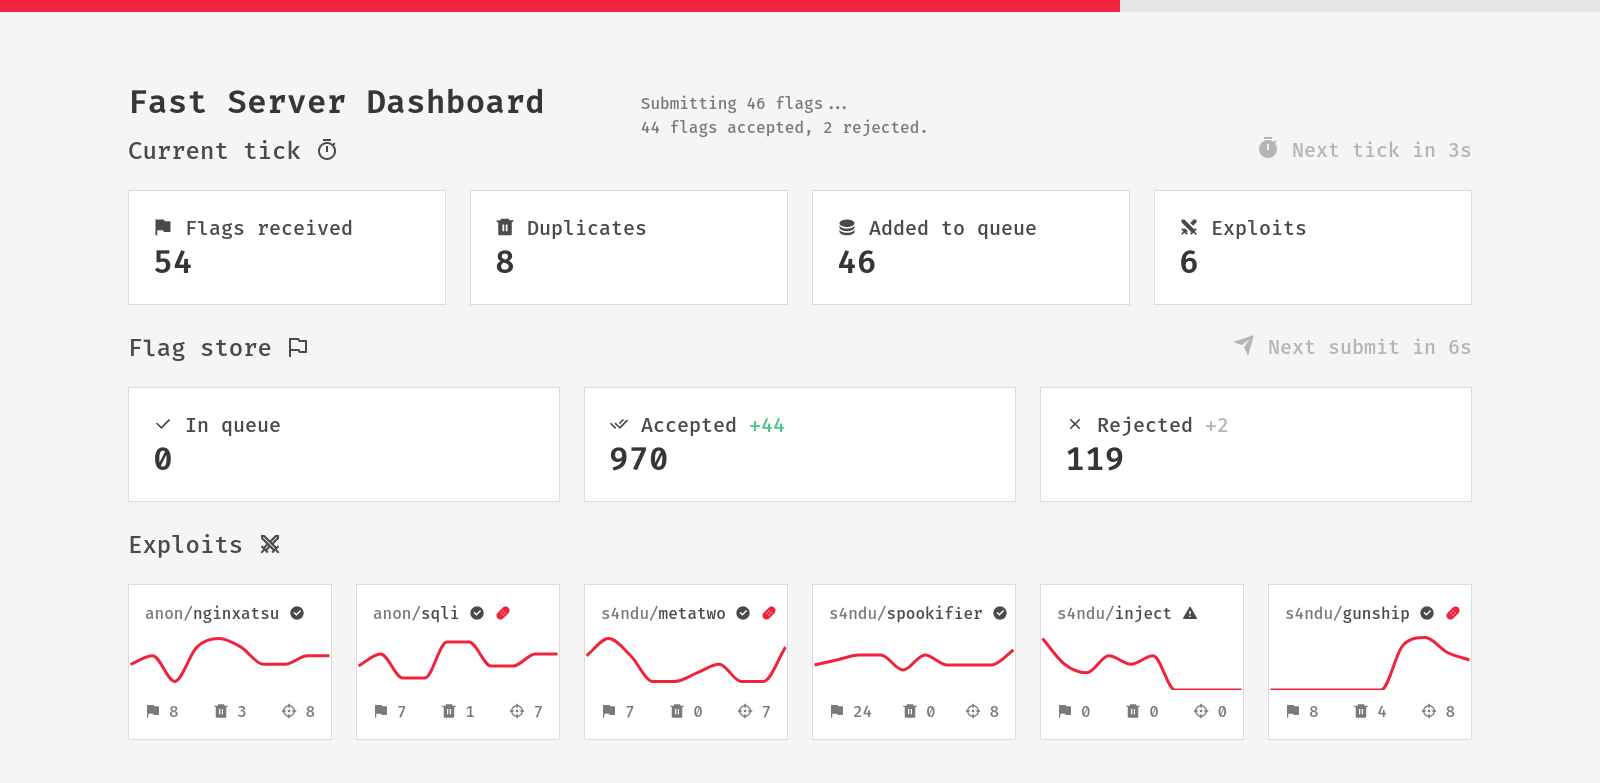 Fast Server Dashboard
Submitting 46 flags...
44 flags accepted, 2 rejected.
Current tick
Next tick in 3s
Flags received
54
Duplicates
8
Added to queue
46
Exploits
6
Flag store
Next submit in 6s
In queue
0
Accepted +44
970
Rejected +2
119
Exploits
anon/nginxatsu
8 3 8
anon/sqli
7 1 7
s4ndu/metatwo
7 0 7
s4ndu/spookifier
24 0 8
s4ndu/inject
0 0 0
s4ndu/gunship
8 4 8